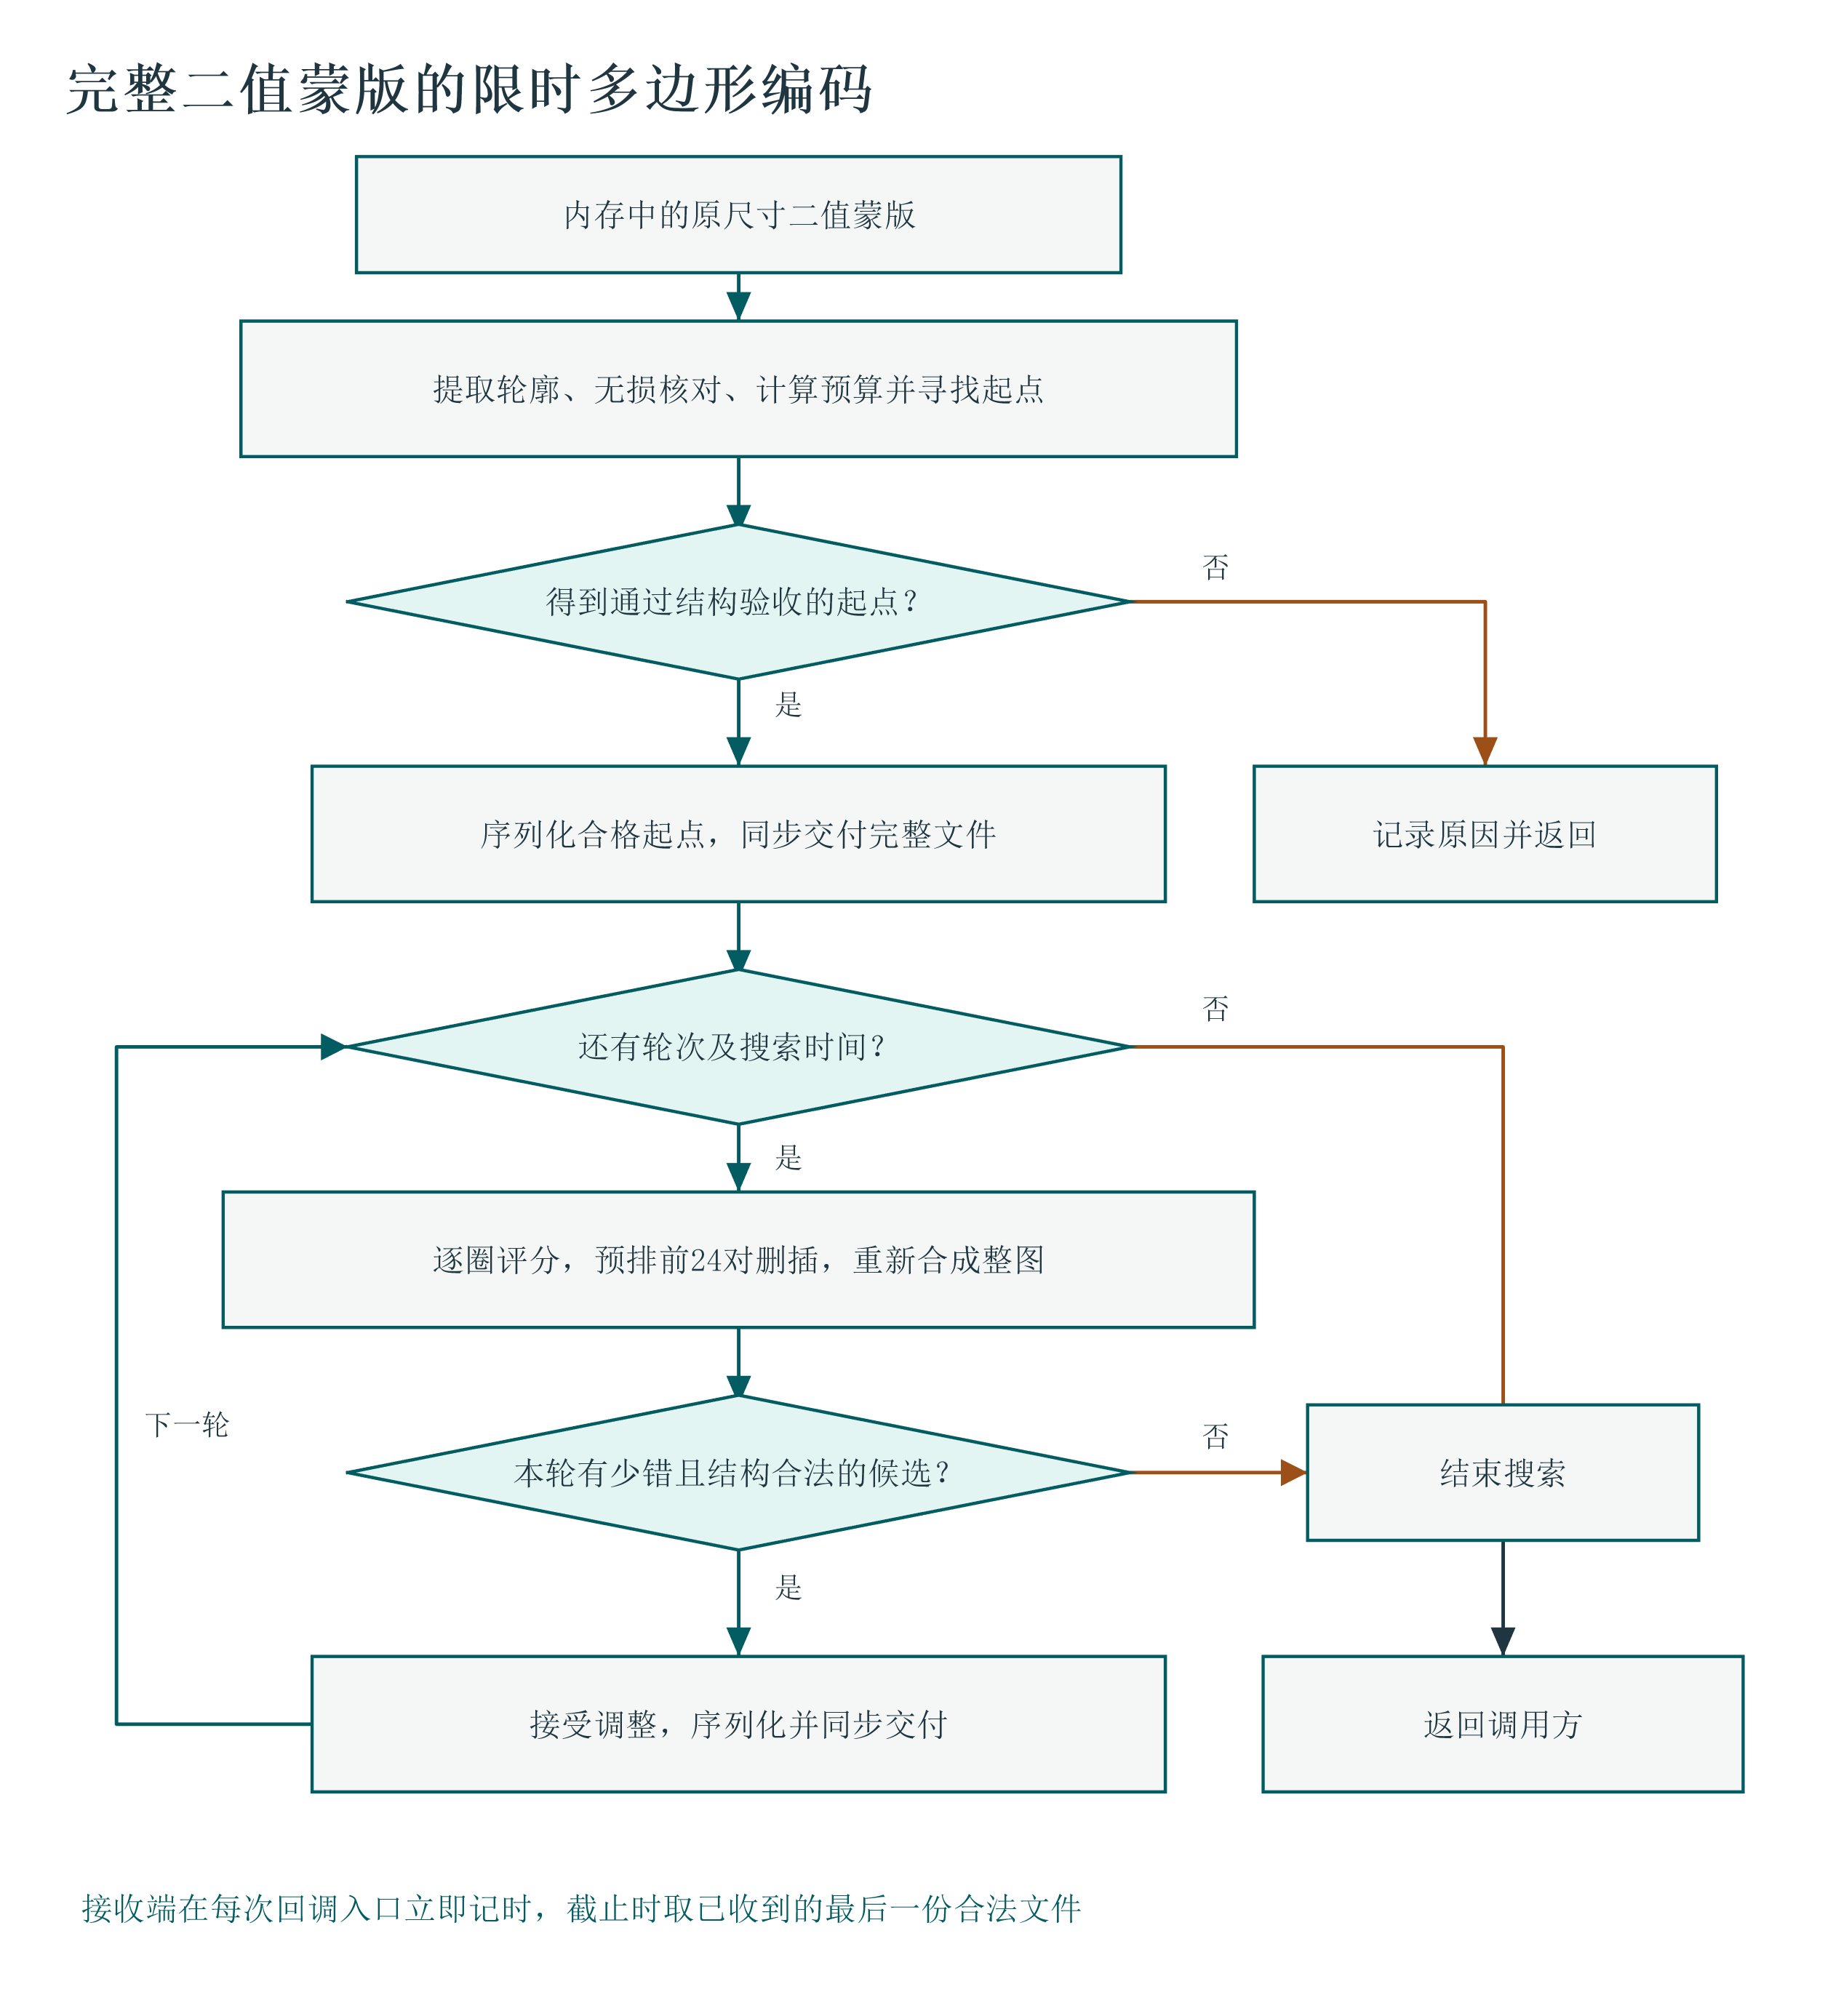 完整二值蒙版的限时多边形编码
内存中的原尺寸二值蒙版
提取轮廓、无损核对、计算预算并寻找起点
得到通过结构验收的起点？
否
是
序列化合格起点，同步交付完整文件
记录原因并返回
还有轮次及搜索时间？
否
是
逐圈评分，预排前24对删插，重新合成整图
下一轮
本轮有少错且结构合法的候选？
否
结束搜索
是
接受调整，序列化并同步交付
返回调用方
接收端在每次回调入口立即记时，截止时取已收到的最后一份合法文件